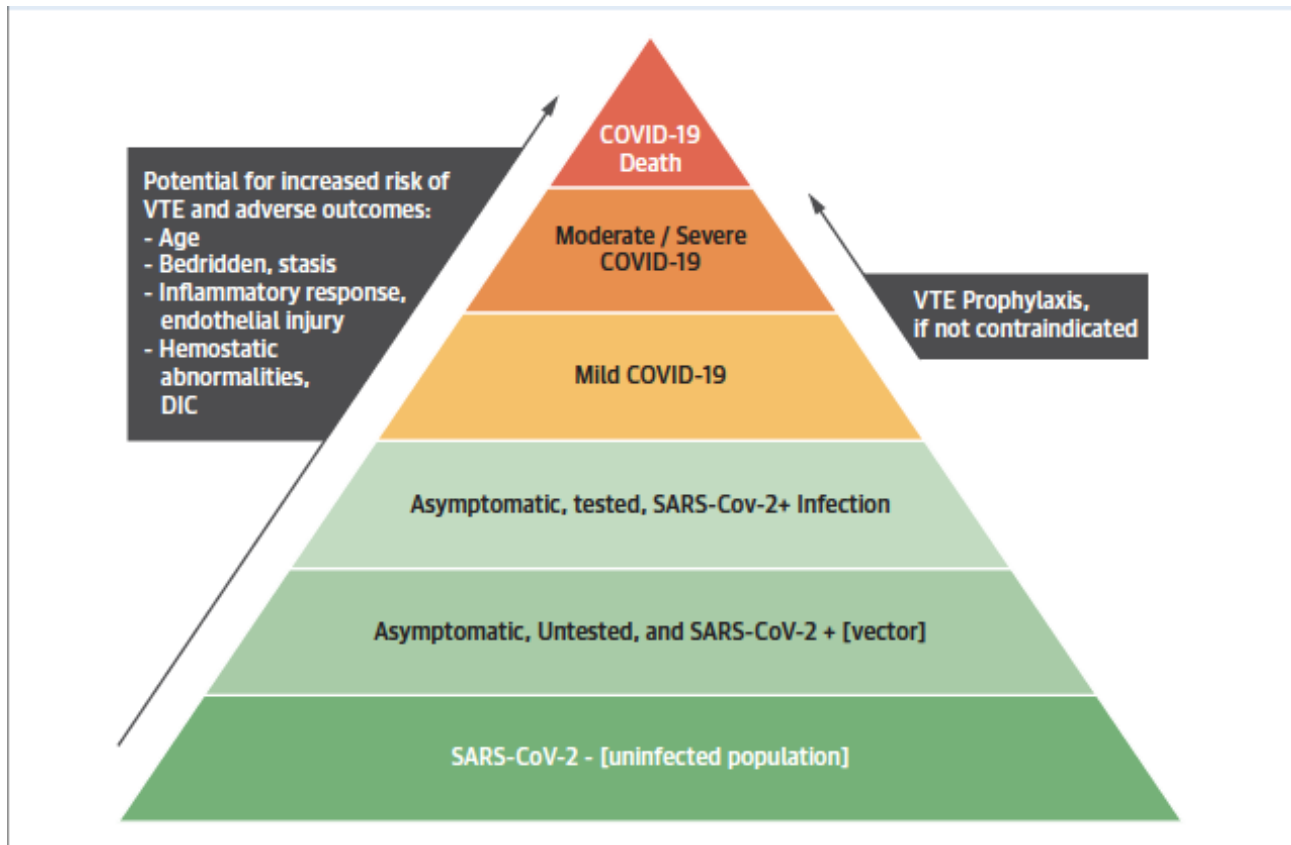 COVID-19
Death
Potential for increased risk of
VTE and adverse outcomes:
- Age
- Bedridden, stasis
- Inflammatory response,
endothelial injury
- Hemostatic
abnormalities,
DIC
Moderate / Severe
COVID-19
VTE Prophylaxis,
if not contraindicated
Mild COVID-19
Asymptomatic, tested, SARS-Cov-2+ Infection
Asymptomatic, Untested, and SARS-CoV-2 + [vector]
SARS-CoV-2 - [uninfected population]